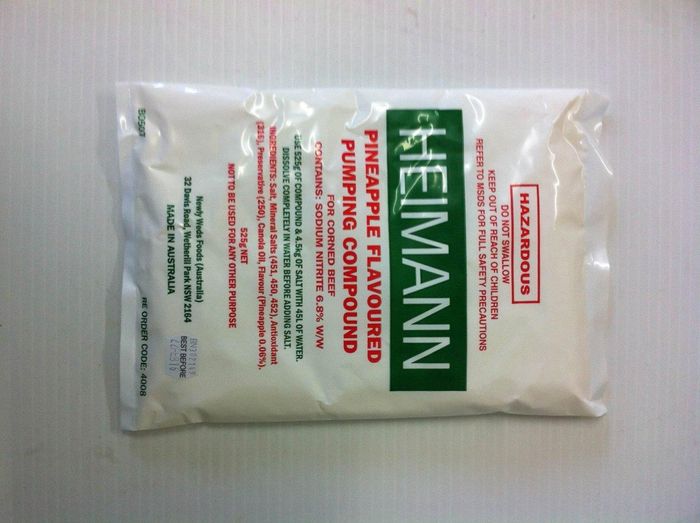 HAZARDOUS
DO NOT SWALLOW
KEEP OUT OF REACH OF CHILDREN
REFER TO MSDS FOR FULL SAFETY PRECAUTIONS
HEIMANN
PINEAPPLE FLAVOURED
PUMPING COMPOUND
FOR CORNED BEEF
CONTAINS: SODIUM NITRITE 6.8% W/W
USE 525g OF COMPOUND & 4.5kg OF SALT WITH 45L OF WATER.
DISSOLVE COMPLETELY IN WATER BEFORE ADDING SALT.
INGREDIENTS: Salt, Mineral Salts (451, 450, 452), Antioxidant
(316), Preservative (250), Canola Oil, Flavour (Pineapple 0.06%).
525g NET
NOT TO BE USED FOR ANY OTHER PURPOSE
Newly Weds Foods (Australia)
32 Davis Road, Wetherill Park NSW 2164
MADE IN AUSTRALIA
BEST BEFORE
RE ORDER CODE: 4008